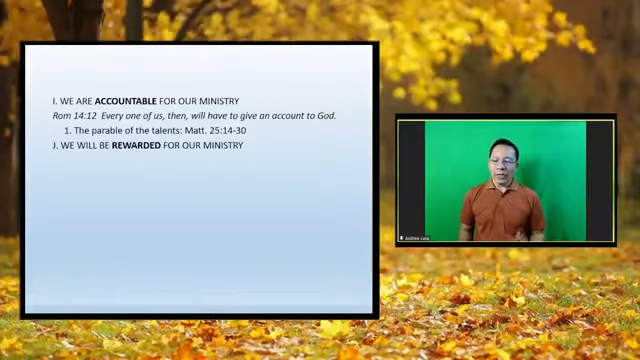 I. WE ARE ACCOUNTABLE FOR OUR MINISTRY
Rom 14:12 Every one of us, then, will have to give an account to God.
1. The parable of the talents: Matt. 25:14-30
J. WE WILL BE REWARDED FOR OUR MINISTRY
Andrew Luna